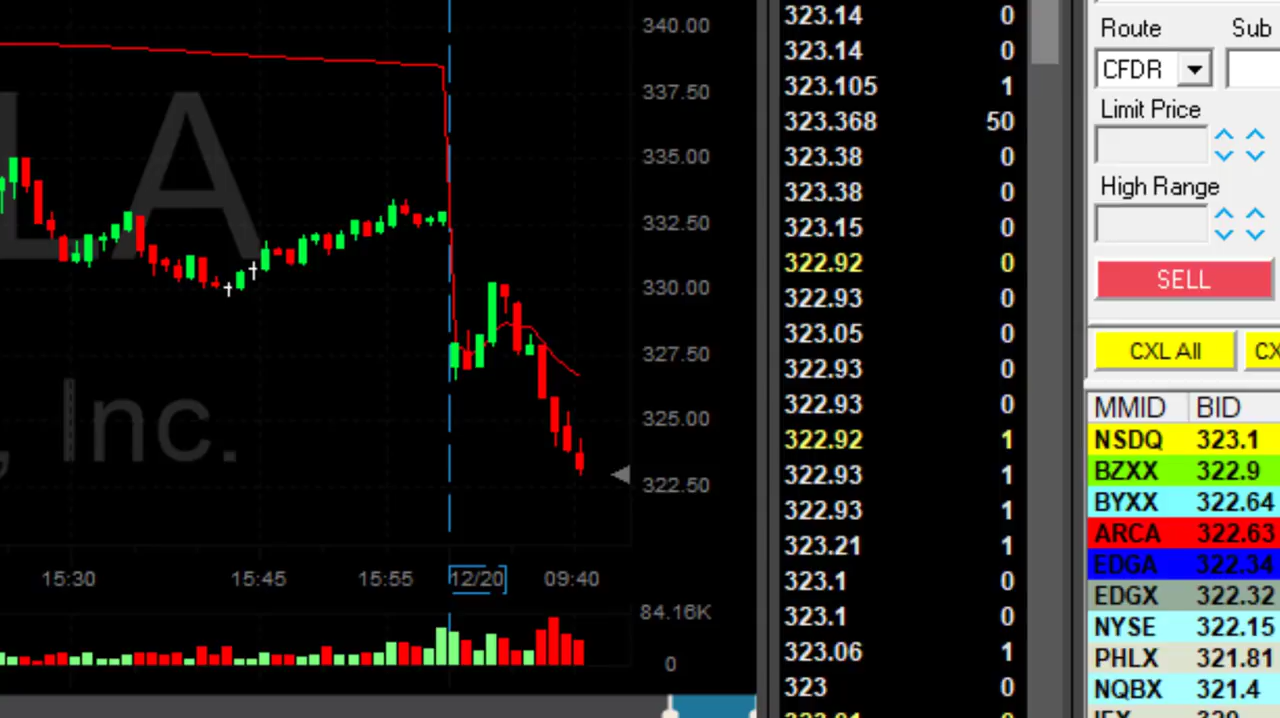 LA
, Inc.
340.00
337.50
335.00
332.50
330.00
327.50
325.00
322.50
15:30 15:45 15:55 12/20 09:40
84.16K
0
323.14 0
323.14 0
323.105 1
323.368 50
323.38 0
323.38 0
323.15 0
322.92 0
322.93 0
323.05 0
322.93 0
322.93 0
322.92 1
322.93 1
322.93 1
323.21 1
323.1 0
323.1 0
323.06 1
323 0
Route Sub
CFDR
Limit Price
High Range
SELL
CXL All CX
MMID BID
NSDQ 323.1
BZXX 322.9
BYXX 322.64
ARCA 322.63
EDGA 322.34
EDGX 322.32
NYSE 322.15
PHLX 321.81
NQBX 321.4